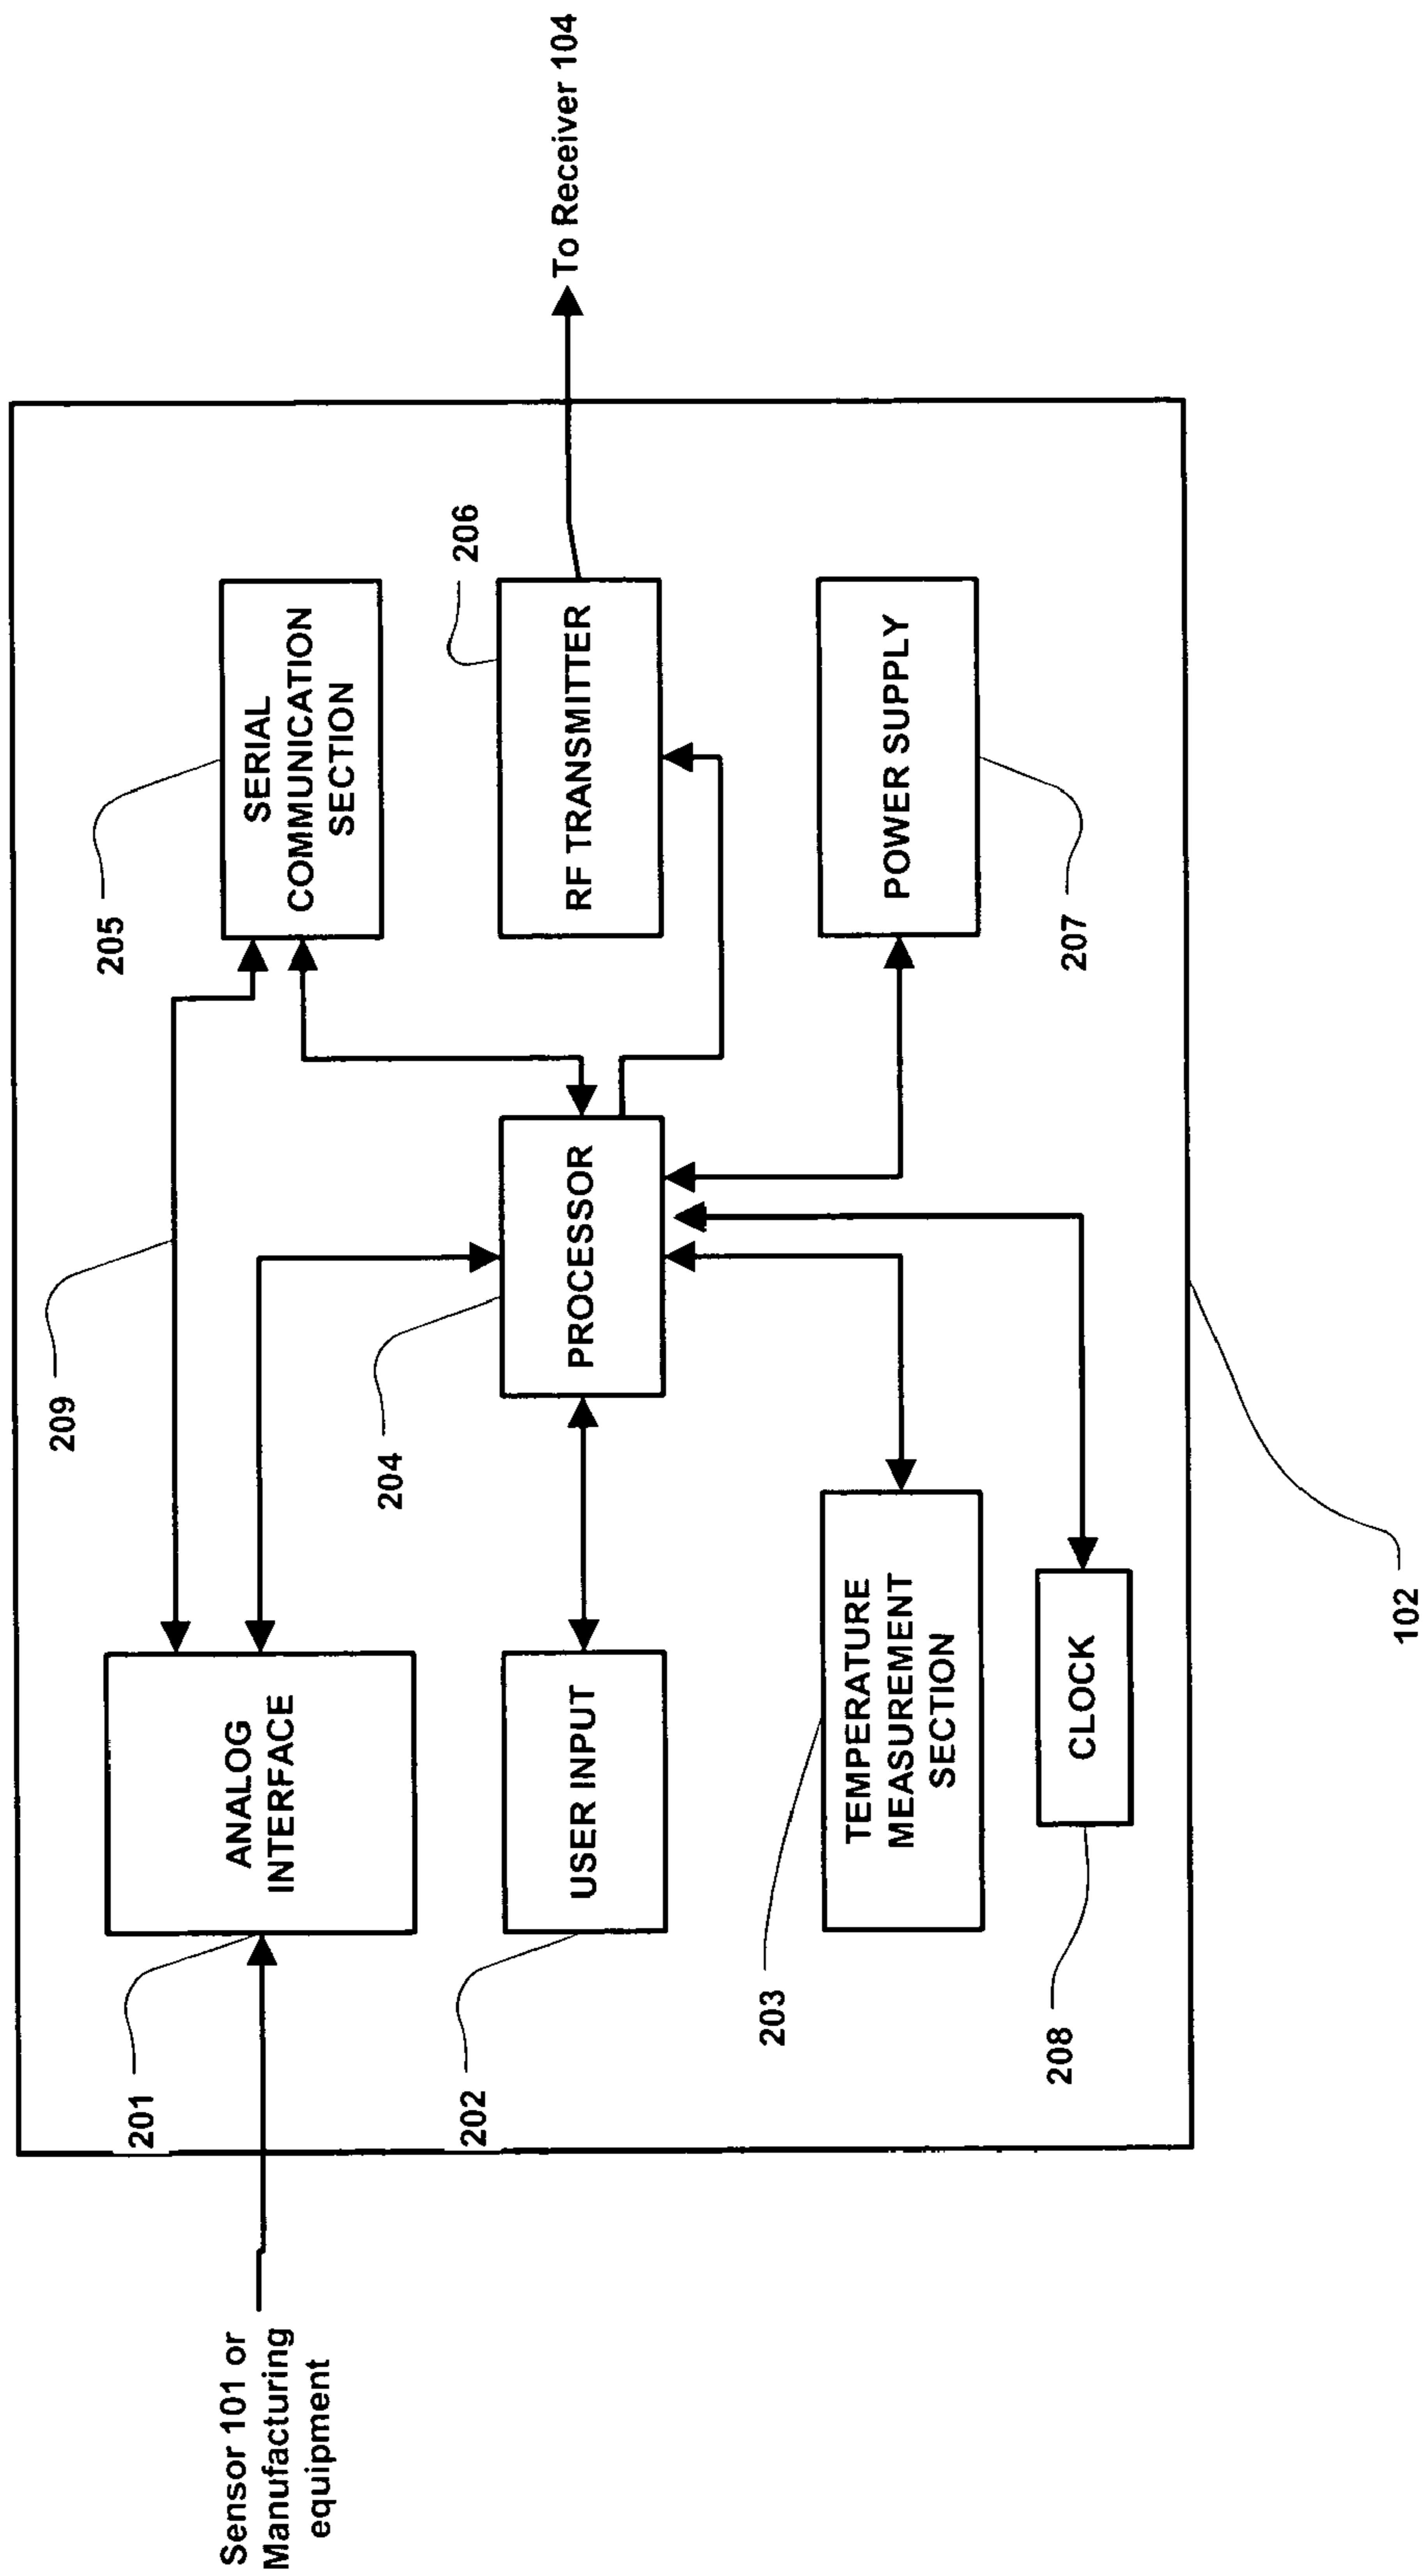 Sensor 101 or
Manufacturing
equipment
201
ANALOG
INTERFACE
209
205
SERIAL
COMMUNICATION
SECTION
202
USER INPUT
204
PROCESSOR
206
RF TRANSMITTER
To Receiver 104
203
TEMPERATURE
MEASUREMENT
SECTION
207
POWER SUPPLY
208
CLOCK
102